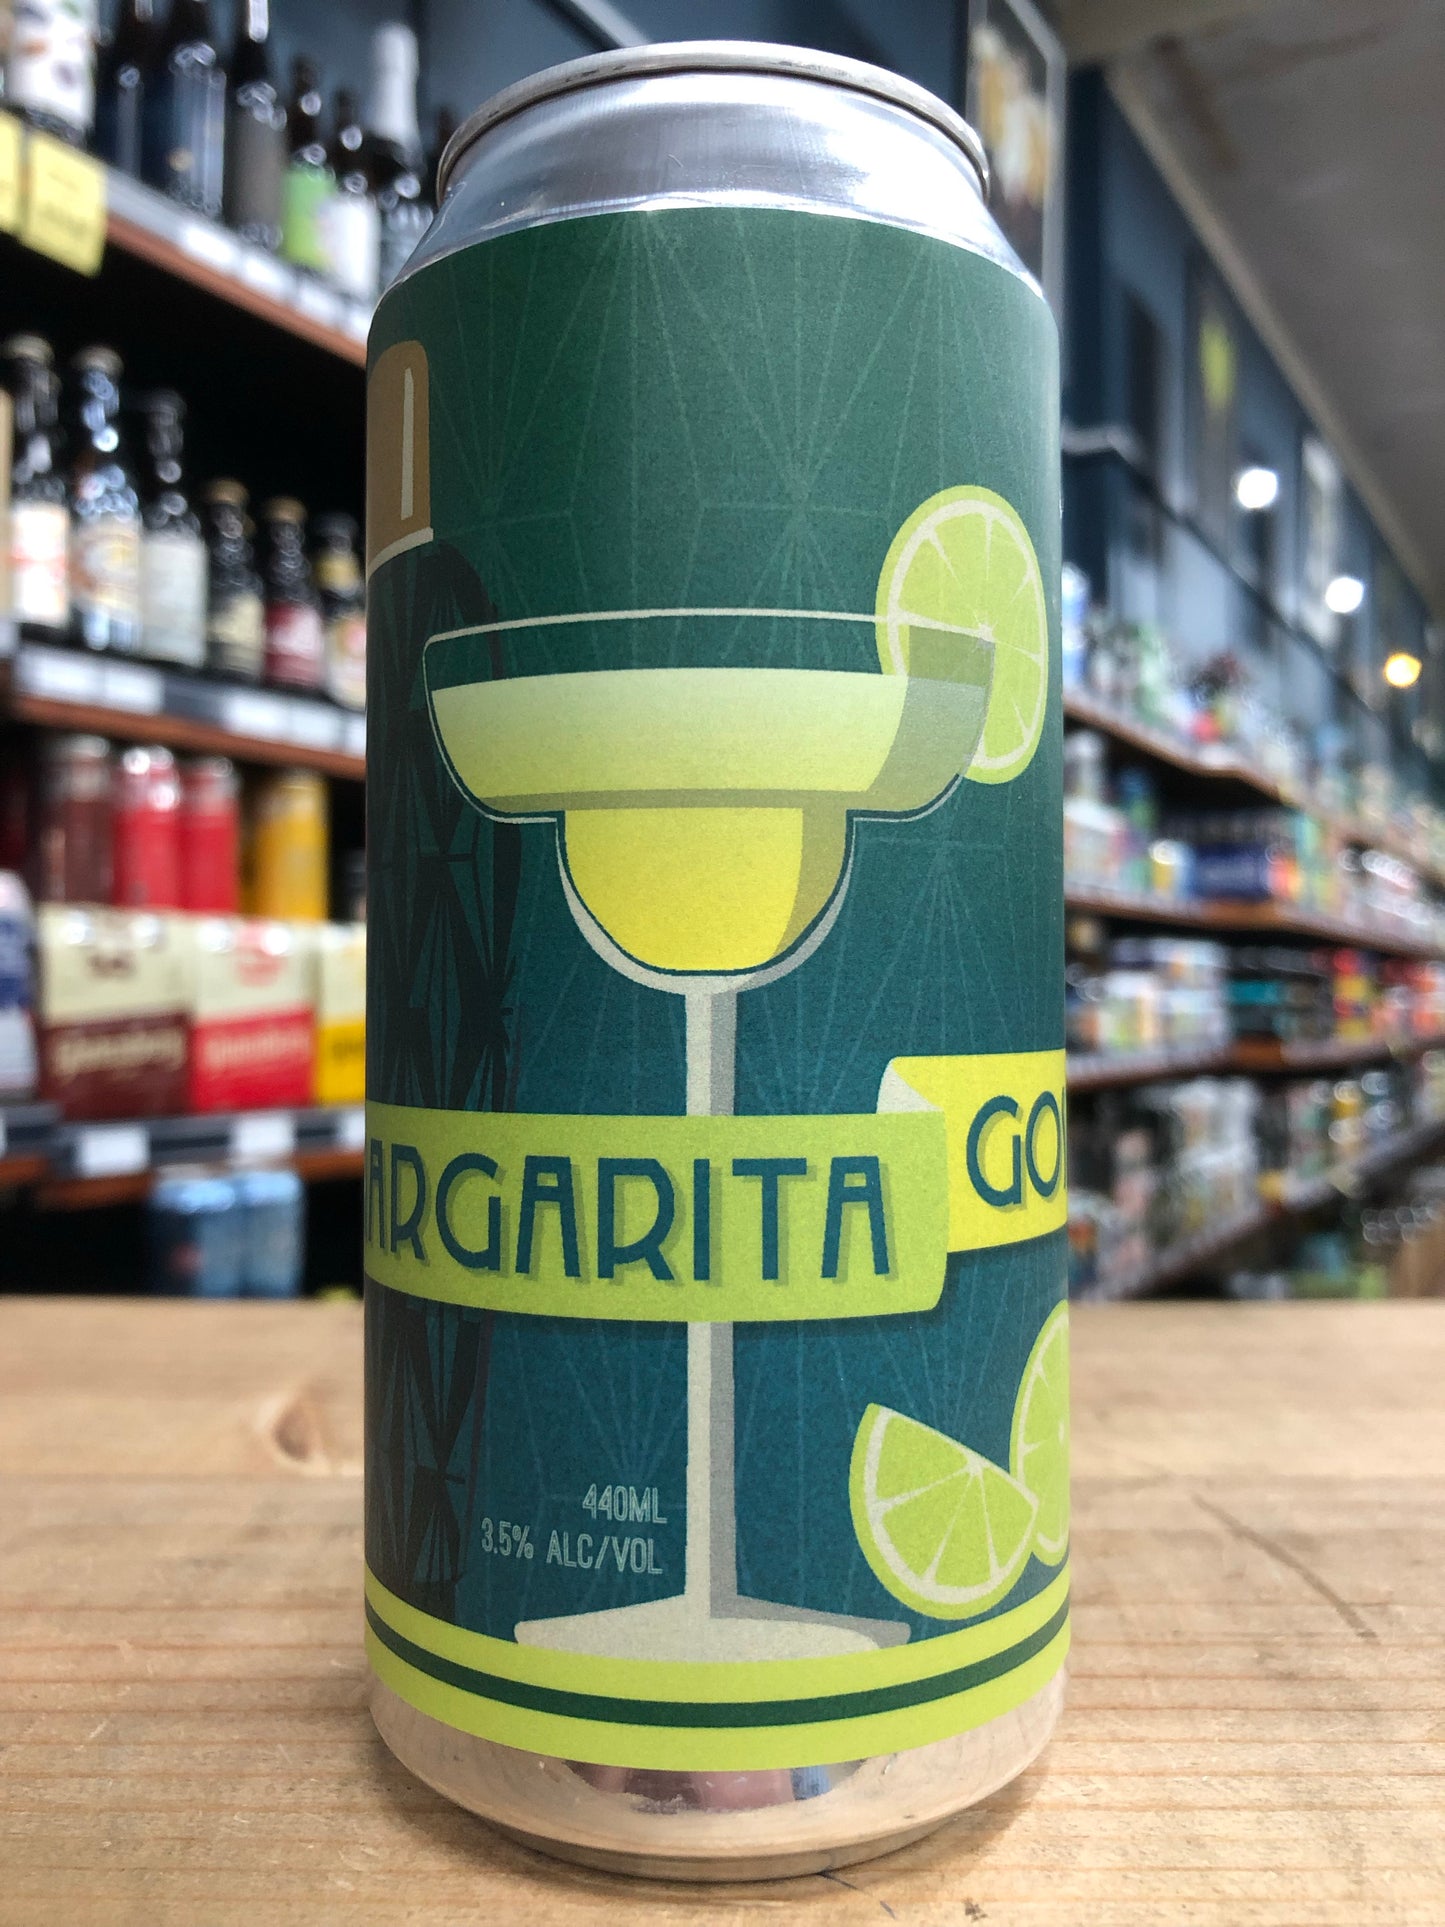 ARGARITA
GO
440ML
3.5% ALC/VOL